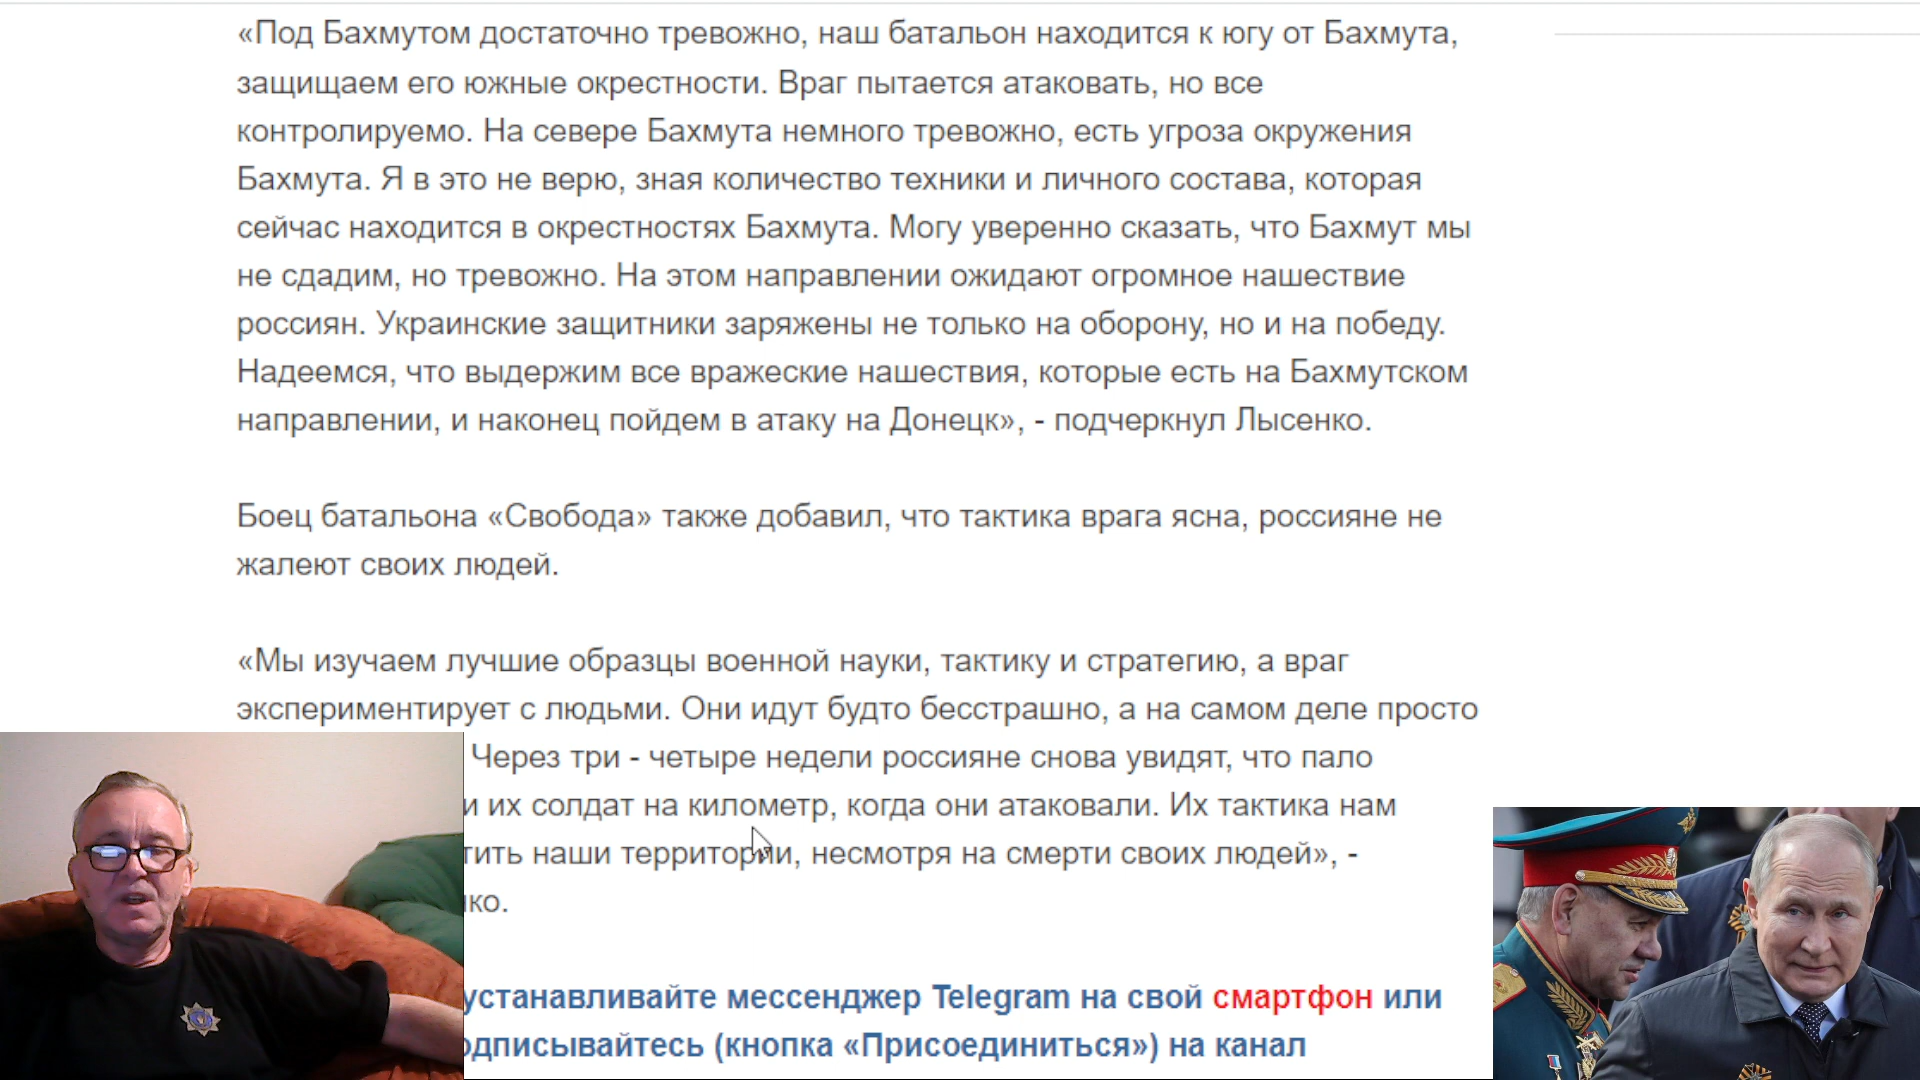 «Под Бахмутом достаточно тревожно, наш батальон находится к югу от Бахмута,
защищаем его южные окрестности. Враг пытается атаковать, но все
контролируемо. На севере Бахмута немного тревожно, есть угроза окружения
Бахмута. Я в это не верю, зная количество техники и личного состава, которая
сейчас находится в окрестностях Бахмута. Могу уверенно сказать, что Бахмут мы
не сдадим, но тревожно. На этом направлении ожидают огромное нашествие
россиян. Украинские защитники заряжены не только на оборону, но и на победу.
Надеемся, что выдержим все вражеские нашествия, которые есть на Бахмутском
направлении, и наконец пойдем в атаку на Донецк», - подчеркнул Лысенко.
Боец батальона «Свобода» также добавил, что тактика врага ясна, россияне не
жалеют своих людей.
«Мы изучаем лучшие образцы военной науки, тактику и стратегию, а враг
экспериментирует с людьми. Они идут будто бесстрашно, а на самом деле просто
Через три - четыре недели россияне снова увидят, что пало
и их солдат на километр, когда они атаковали. Их тактика нам
тить наши территории, несмотря на смерти своих людей», -
ко.
устанавливайте мессенджер Telegram на свой смартфон или
одписывайтесь (кнопка «Присоединиться») на канал